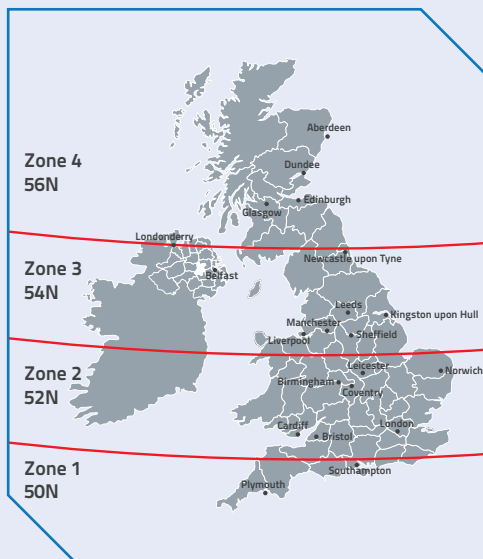 Aberdeen
Zone 4
56N
Dundee
Edinburgh
Glasgow
Londonderry
Newcastle upon Tyne
Zone 3
54N
Belfast
Leeds
Kingston upon Hull
Manchester
Liverpool
Sheffield
Zone 2
52N
Leicester
Norwich
Birmingham
Coventry
Cardiff
London
Bristol
Zone 1
50N
Southampton
Plymouth